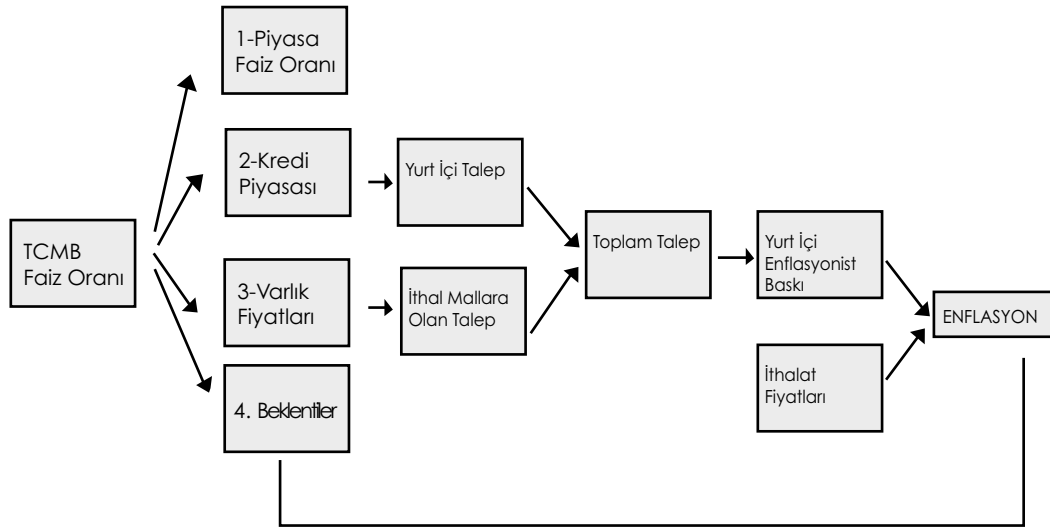 1-Piyasa
Faiz Oranı
2-Kredi
Piyasası
Yurt İçi Talep
Toplam Talep
Yurt İçi
Enflasyonist
Baskı
TCMB
Faiz Oranı
3-Varlık
Fiyatları
İthal Mallara
Olan Talep
ENFLASYON
İthalat
Fiyatları
4. Beklentiler